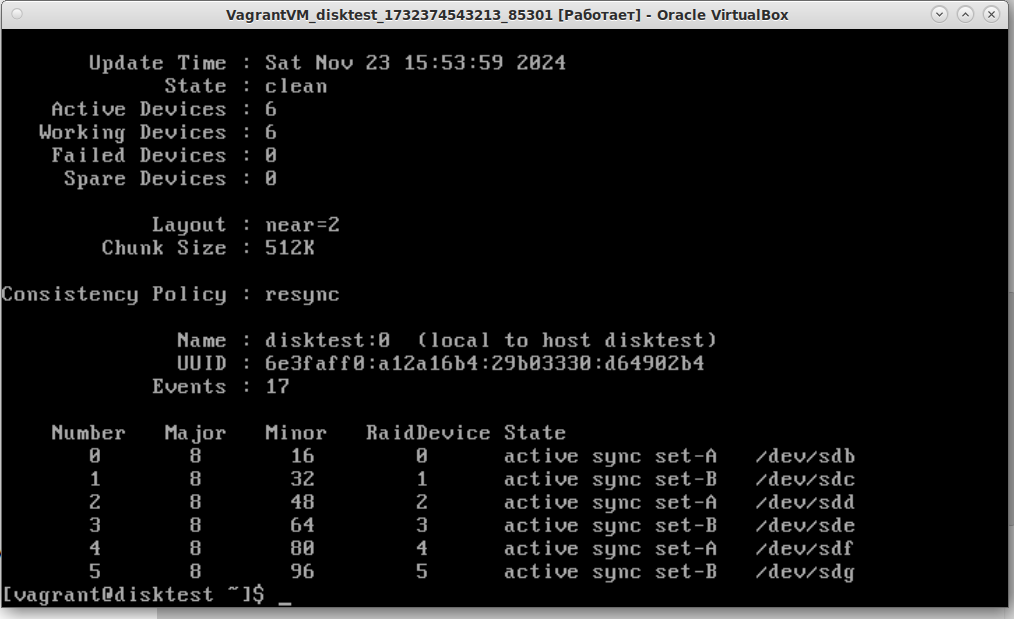 VagrantVM_disktest_1732374543213_85301 [Работает] - Oracle VirtualBox
Update Time : Sat Nov 23 15:53:59 2024
State : clean
Active Devices : 6
Working Devices : 6
Failed Devices : 0
Spare Devices : 0
Layout : near=2
Chunk Size : 512K
Consistency Policy : resync
Name : disktest:0  (local to host disktest)
UUID : 6e3faff0:a12a16b4:29b03330:d64902b4
Events : 17
Number   Major   Minor   RaidDevice State
0       8       16        0      active sync set-A   /dev/sdb
1       8       32        1      active sync set-B   /dev/sdc
2       8       48        2      active sync set-A   /dev/sdd
3       8       64        3      active sync set-B   /dev/sde
4       8       80        4      active sync set-A   /dev/sdf
5       8       96        5      active sync set-B   /dev/sdg
[vagrant@disktest ~]$ _